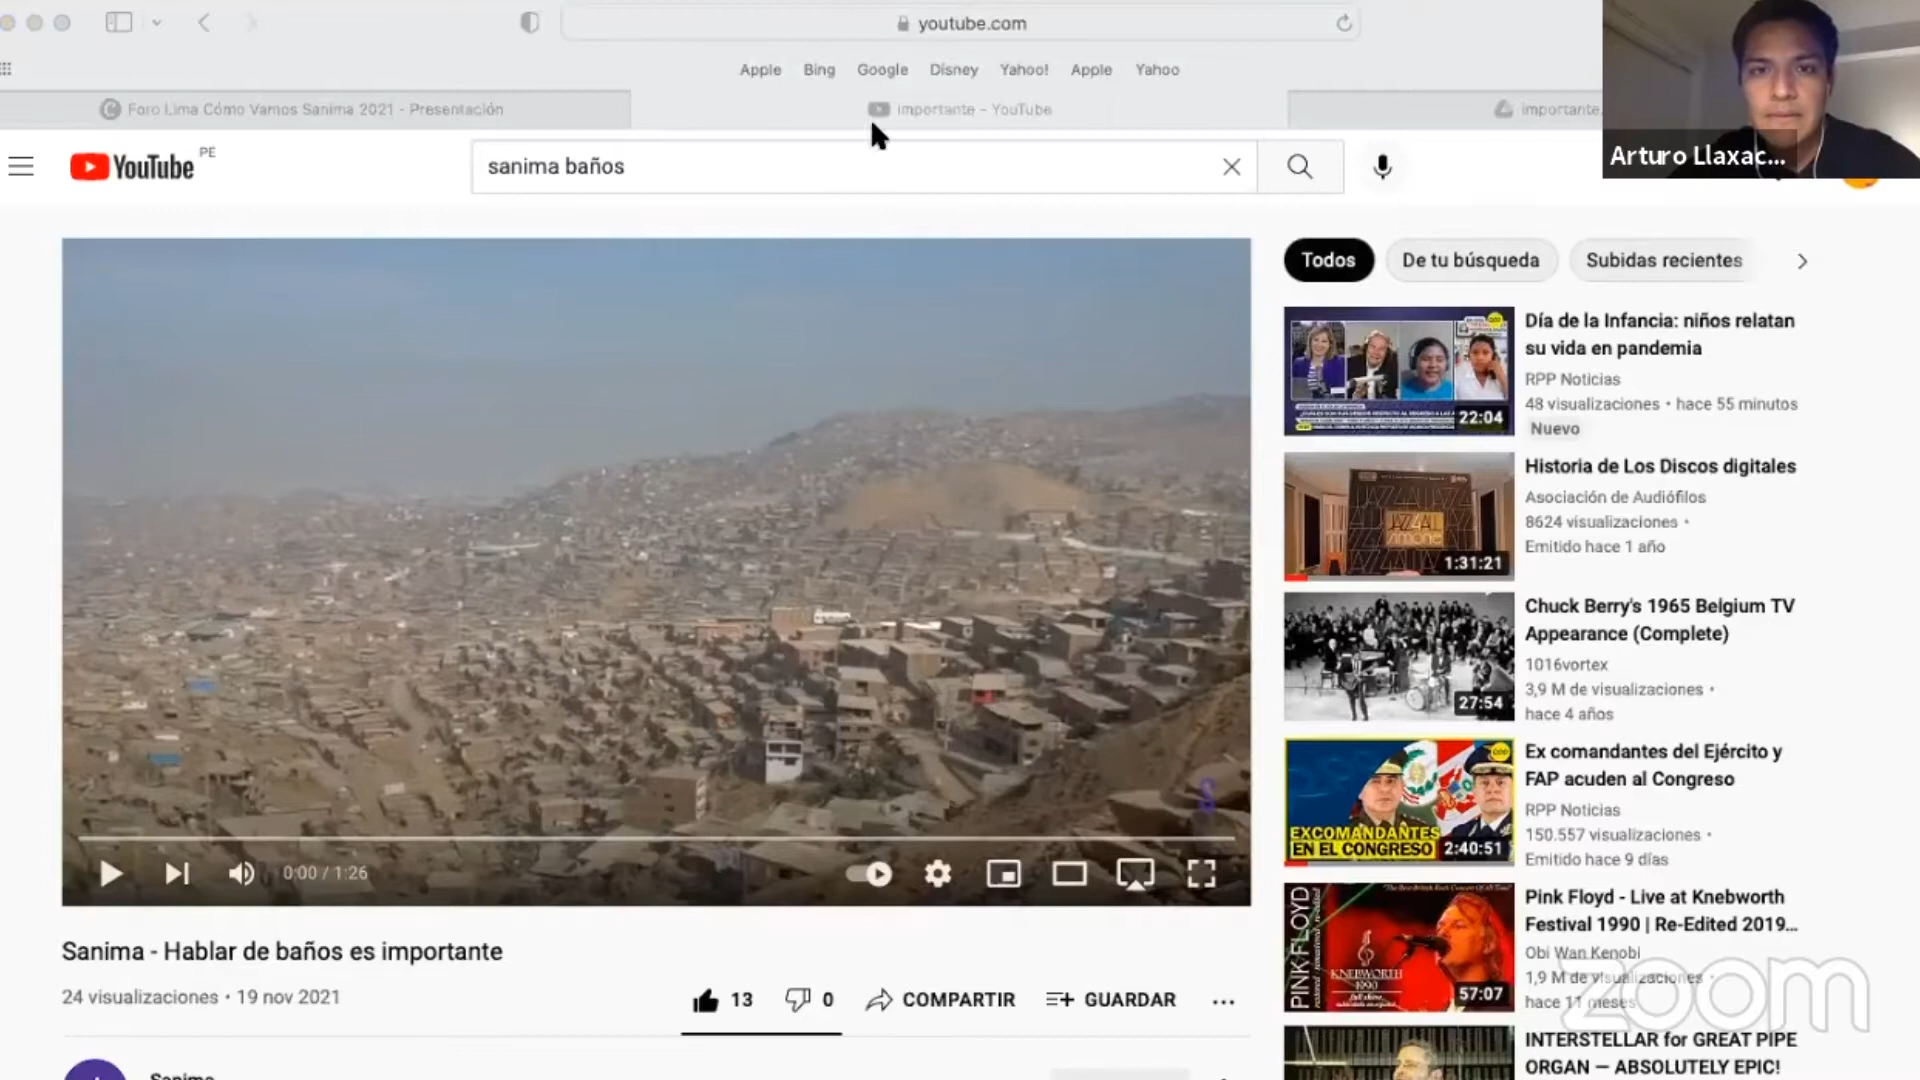 youtube.com
Apple Bing Google Disney Yahoo! Apple Yahoo
Foro Lima Cómo Vamos Sanima 2021 - Presentación
importante - YouTube
importante
YouTube PE
sanima baños
Arturo Llaxac...
Todos
De tu búsqueda
Subidas recientes
Día de la Infancia: niños relatan
su vida en pandemia
RPP Noticias
48 visualizaciones • hace 55 minutos
Nuevo
22:04
Historia de Los Discos digitales
Asociación de Audiófilos
8624 visualizaciones •
Emitido hace 1 año
1:31:21
Chuck Berry's 1965 Belgium TV
Appearance (Complete)
1016vortex
3,9 M de visualizaciones •
hace 4 años
27:54
Ex comandantes del Ejército y
FAP acuden al Congreso
RPP Noticias
150.557 visualizaciones •
Emitido hace 9 días
EXCOMANDANTES
EN EL CONGRESO
2:40:51
Pink Floyd - Live at Knebworth
Festival 1990 | Re-Edited 2019...
Obi Wan Kenobi
1,9 M de visualizaciones •
hace 11 meses
PINK FLOYD
KNEBWORTH
1990
57:07
INTERSTELLAR for GREAT PIPE
ORGAN — ABSOLUTELY EPIC!
0:00 / 1:26
Sanima - Hablar de baños es importante
24 visualizaciones • 19 nov 2021
13
0
COMPARTIR
GUARDAR
Sanima
zoom